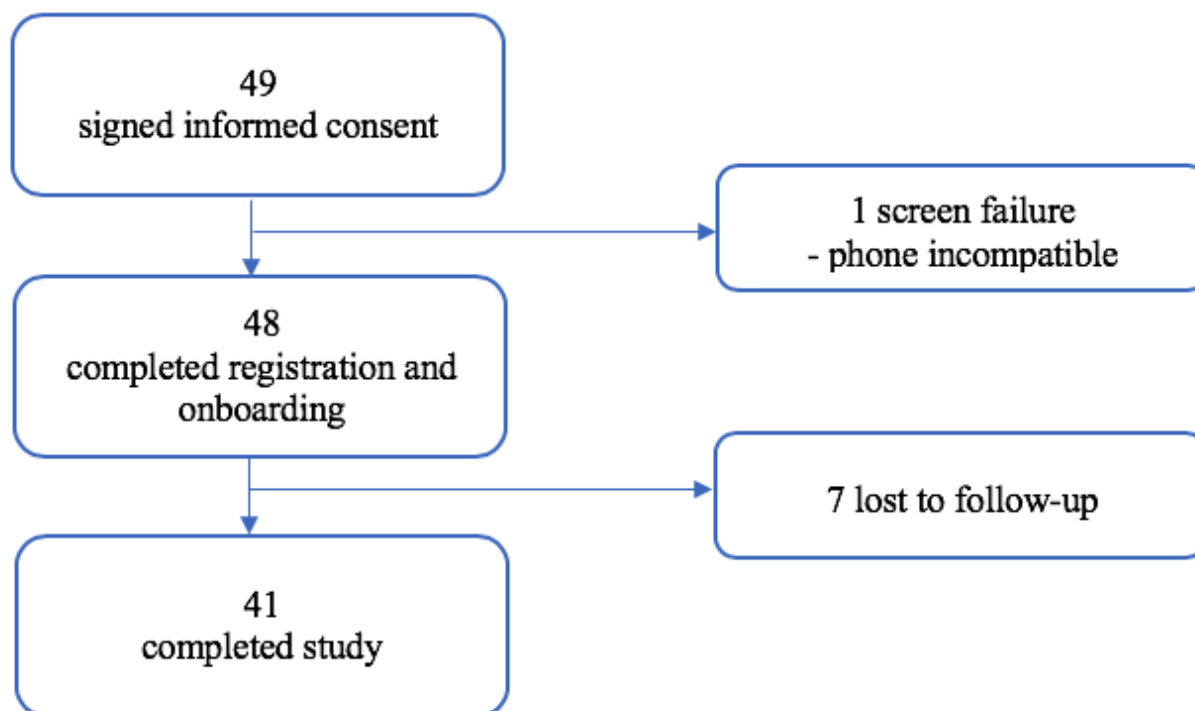 49
signed informed consent
1 screen failure
- phone incompatible
48
completed registration and
onboarding
7 lost to follow-up
41
completed study